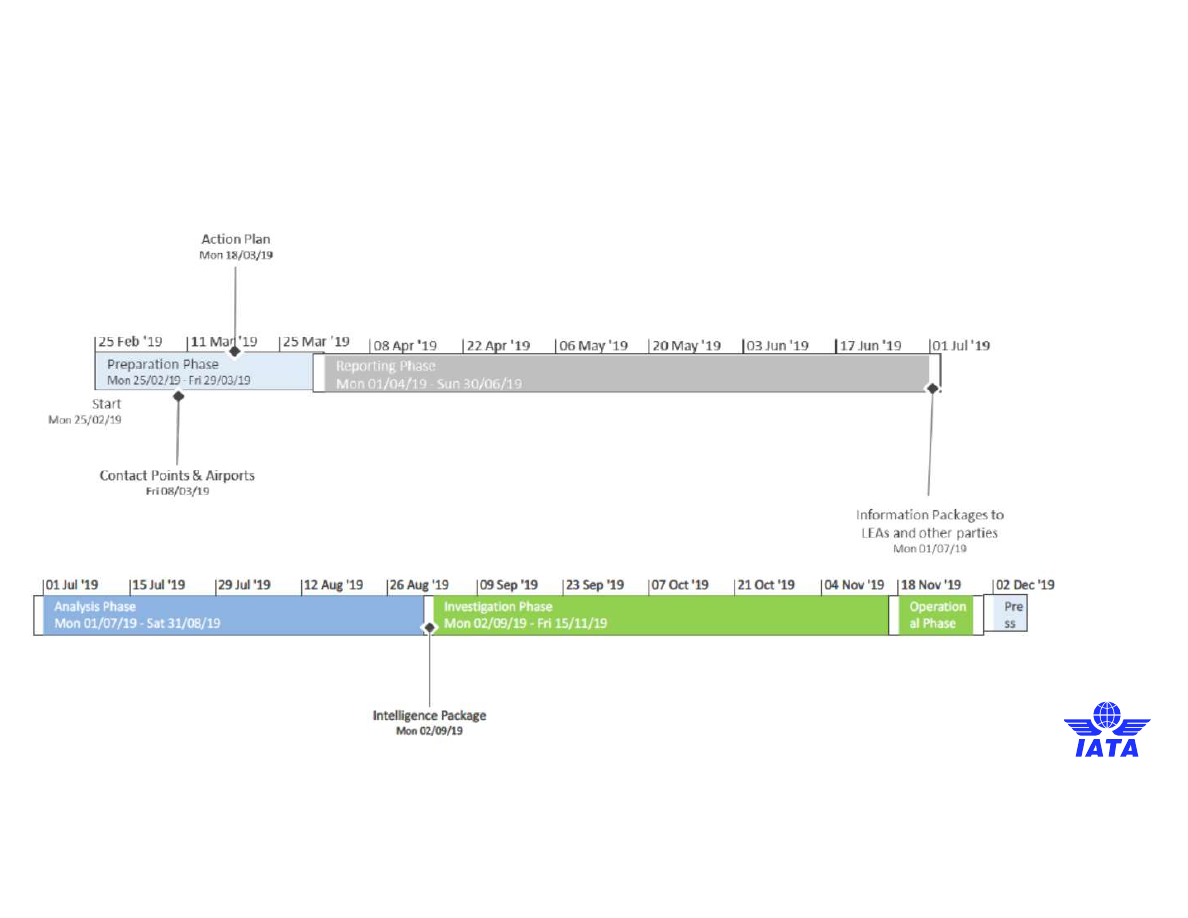 Action Plan
Mon 18/03/19
25 Feb '19 11 Mar '19 25 Mar '19 08 Apr '19 22 Apr '19 06 May '19 20 May '19 03 Jun '19 17 Jun '19 01 Jul '19
Preparation Phase
Mon 25/02/19 - Fri 29/03/19
Reporting Phase
Mon 01/04/19 - Sun 30/06/19
Start
Mon 25/02/19
Contact Points & Airports
Fri 08/03/19
Information Packages to
LEAs and other parties
Mon 01/07/19
01 Jul '19 15 Jul '19 29 Jul '19 12 Aug '19 26 Aug '19 09 Sep '19 23 Sep '19 07 Oct '19 21 Oct '19 04 Nov '19 18 Nov '19 02 Dec '19
Analysis Phase
Mon 01/07/19 - Sat 31/08/19
Investigation Phase
Mon 02/09/19 - Fri 15/11/19
Operation
al Phase
Pre
ss
Intelligence Package
Mon 02/09/19
IATA